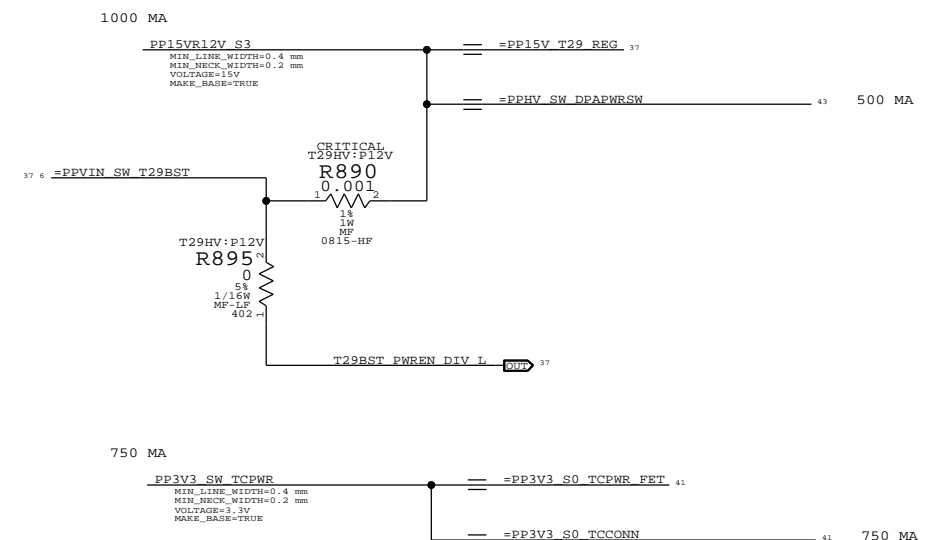 1000 MA
PP15VR12V_S3
MIN_LINE_WIDTH=0.4 mm
MIN_NECK_WIDTH=0.2 mm
VOLTAGE=15V
MAKE_BASE=TRUE
=PP15V_T29_REG 37
=PPHV_SW_DPAPWRSW 43 500 MA
CRITICAL
T29HV:P12V
R890
0.001
1 2
1%
1W
MF
0815-HF
37 6 =PPVIN_SW_T29BST
T29HV:P12V
R895 2
0
5%
1/16W
MF-LF
402 1
T29BST_PWREN_DIV_L OUT 37
750 MA
PP3V3_SW_TCPWR
MIN_LINE_WIDTH=0.4 mm
MIN_NECK_WIDTH=0.2 mm
VOLTAGE=3.3V
MAKE_BASE=TRUE
=PP3V3_S0_TCPWR_FET 41
=PP3V3_S0_TCCONN 41 750 MA